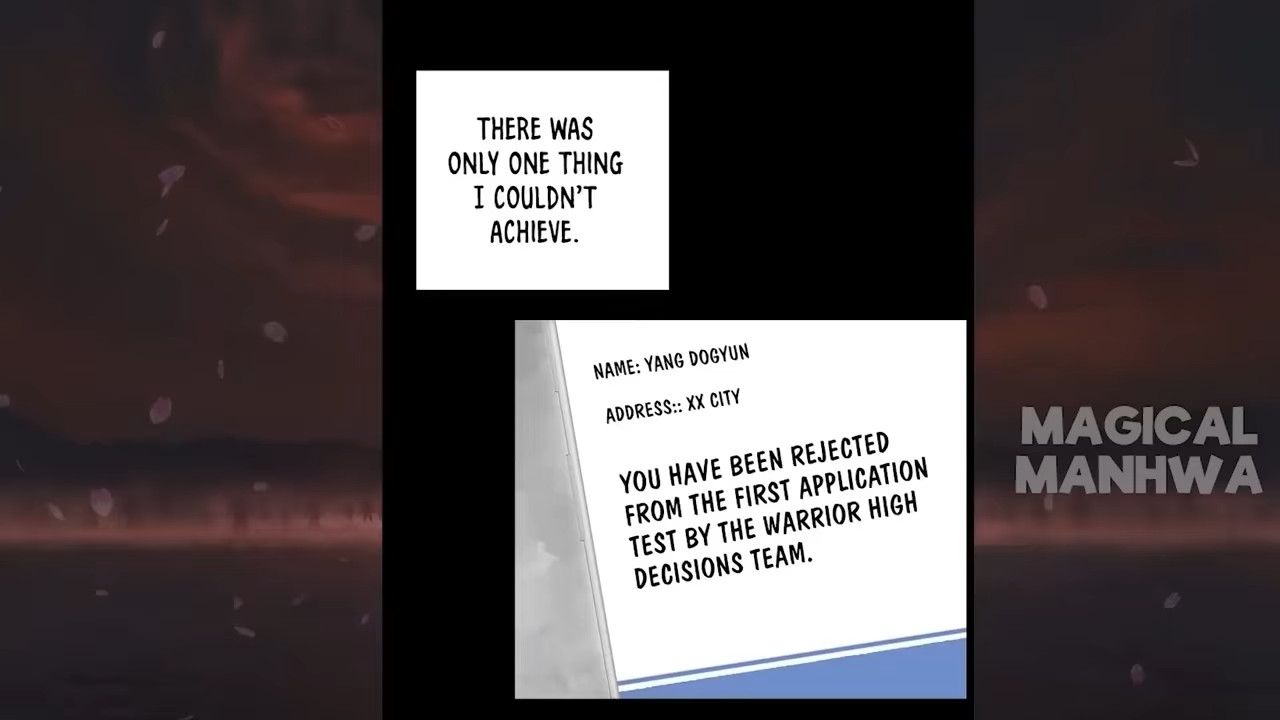 THERE WAS
ONLY ONE THING
I COULDN'T
ACHIEVE.
NAME: YANG DOGYUN
ADDRESS:: XX CITY
YOU HAVE BEEN REJECTED
FROM THE FIRST APPLICATION
TEST BY THE WARRIOR HIGH
DECISIONS TEAM.
MAGICAL
MANHWA